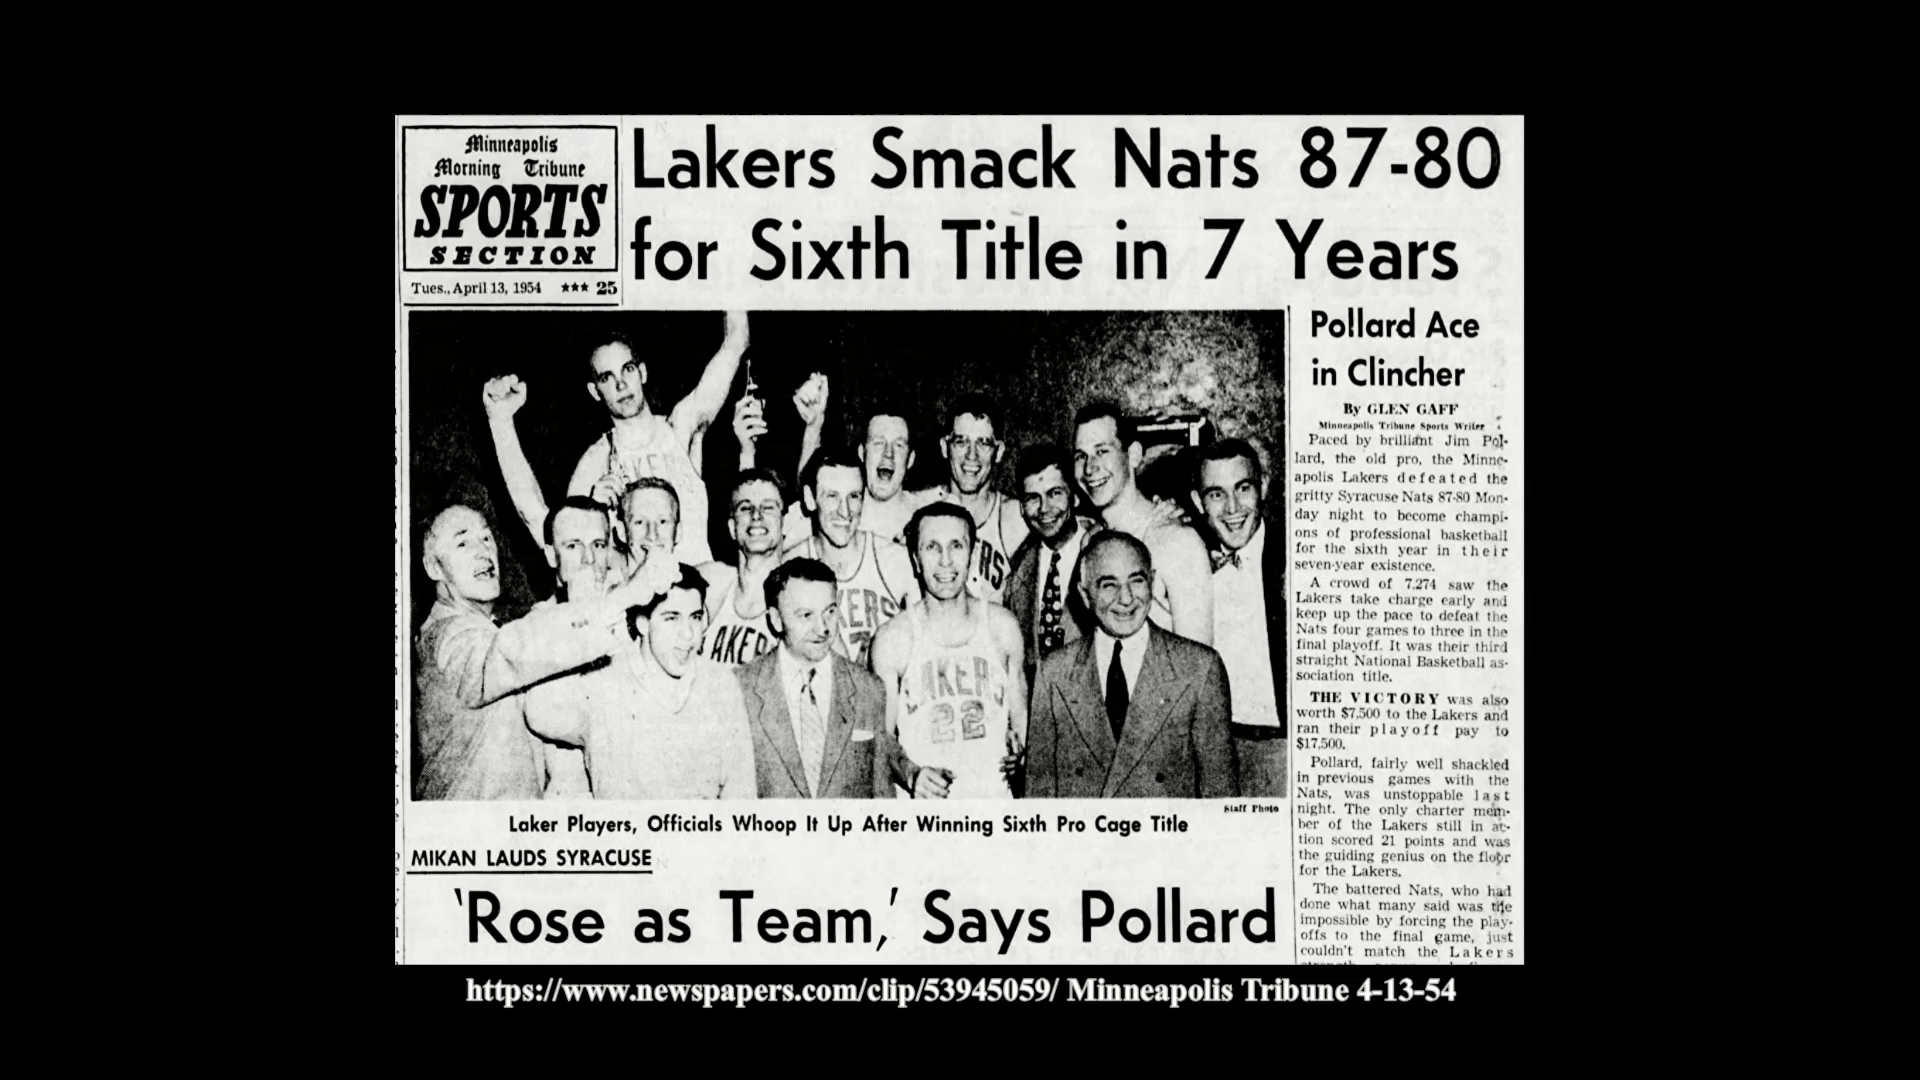 Minneapolis
Morning Tribune
SPORTS
SECTION
Tues., April 13, 1954 *** 25
Lakers Smack Nats 87-80
for Sixth Title in 7 Years
LAKERS
LAKERS
KERS
7
LAKERS
22
ERS
Staff Photo
Laker Players, Officials Whoop It Up After Winning Sixth Pro Cage Title
MIKAN LAUDS SYRACUSE
'Rose as Team,' Says Pollard
Pollard Ace
in Clincher
By GLEN GAFF
Minneapolis Tribune Sports Writer
Paced by brilliant Jim Pol-
lard, the old pro, the Minne-
apolis Lakers defeated the
gritty Syracuse Nats 87-80 Mon-
day night to become champi-
ons of professional basketball
for the sixth year in their
seven-year existence.
A crowd of 7,274 saw the
Lakers take charge early and
keep up the pace to defeat the
Nats four games to three in the
final playoff. It was their third
straight National Basketball as-
sociation title.
THE VICTORY was also
worth $7,500 to the Lakers and
ran their playoff pay to
$17,500.
Pollard, fairly well shackled
in previous games with the
Nats, was unstoppable last
night. The only charter mem-
ber of the Lakers still in ac-
tion scored 21 points and was
the guiding genius on the floor
for the Lakers.
The battered Nats, who had
done what many said was the
impossible by forcing the play-
offs to the final game, just
couldn't match the Lakers
https://www.newspapers.com/clip/53945059/ Minneapolis Tribune 4-13-54